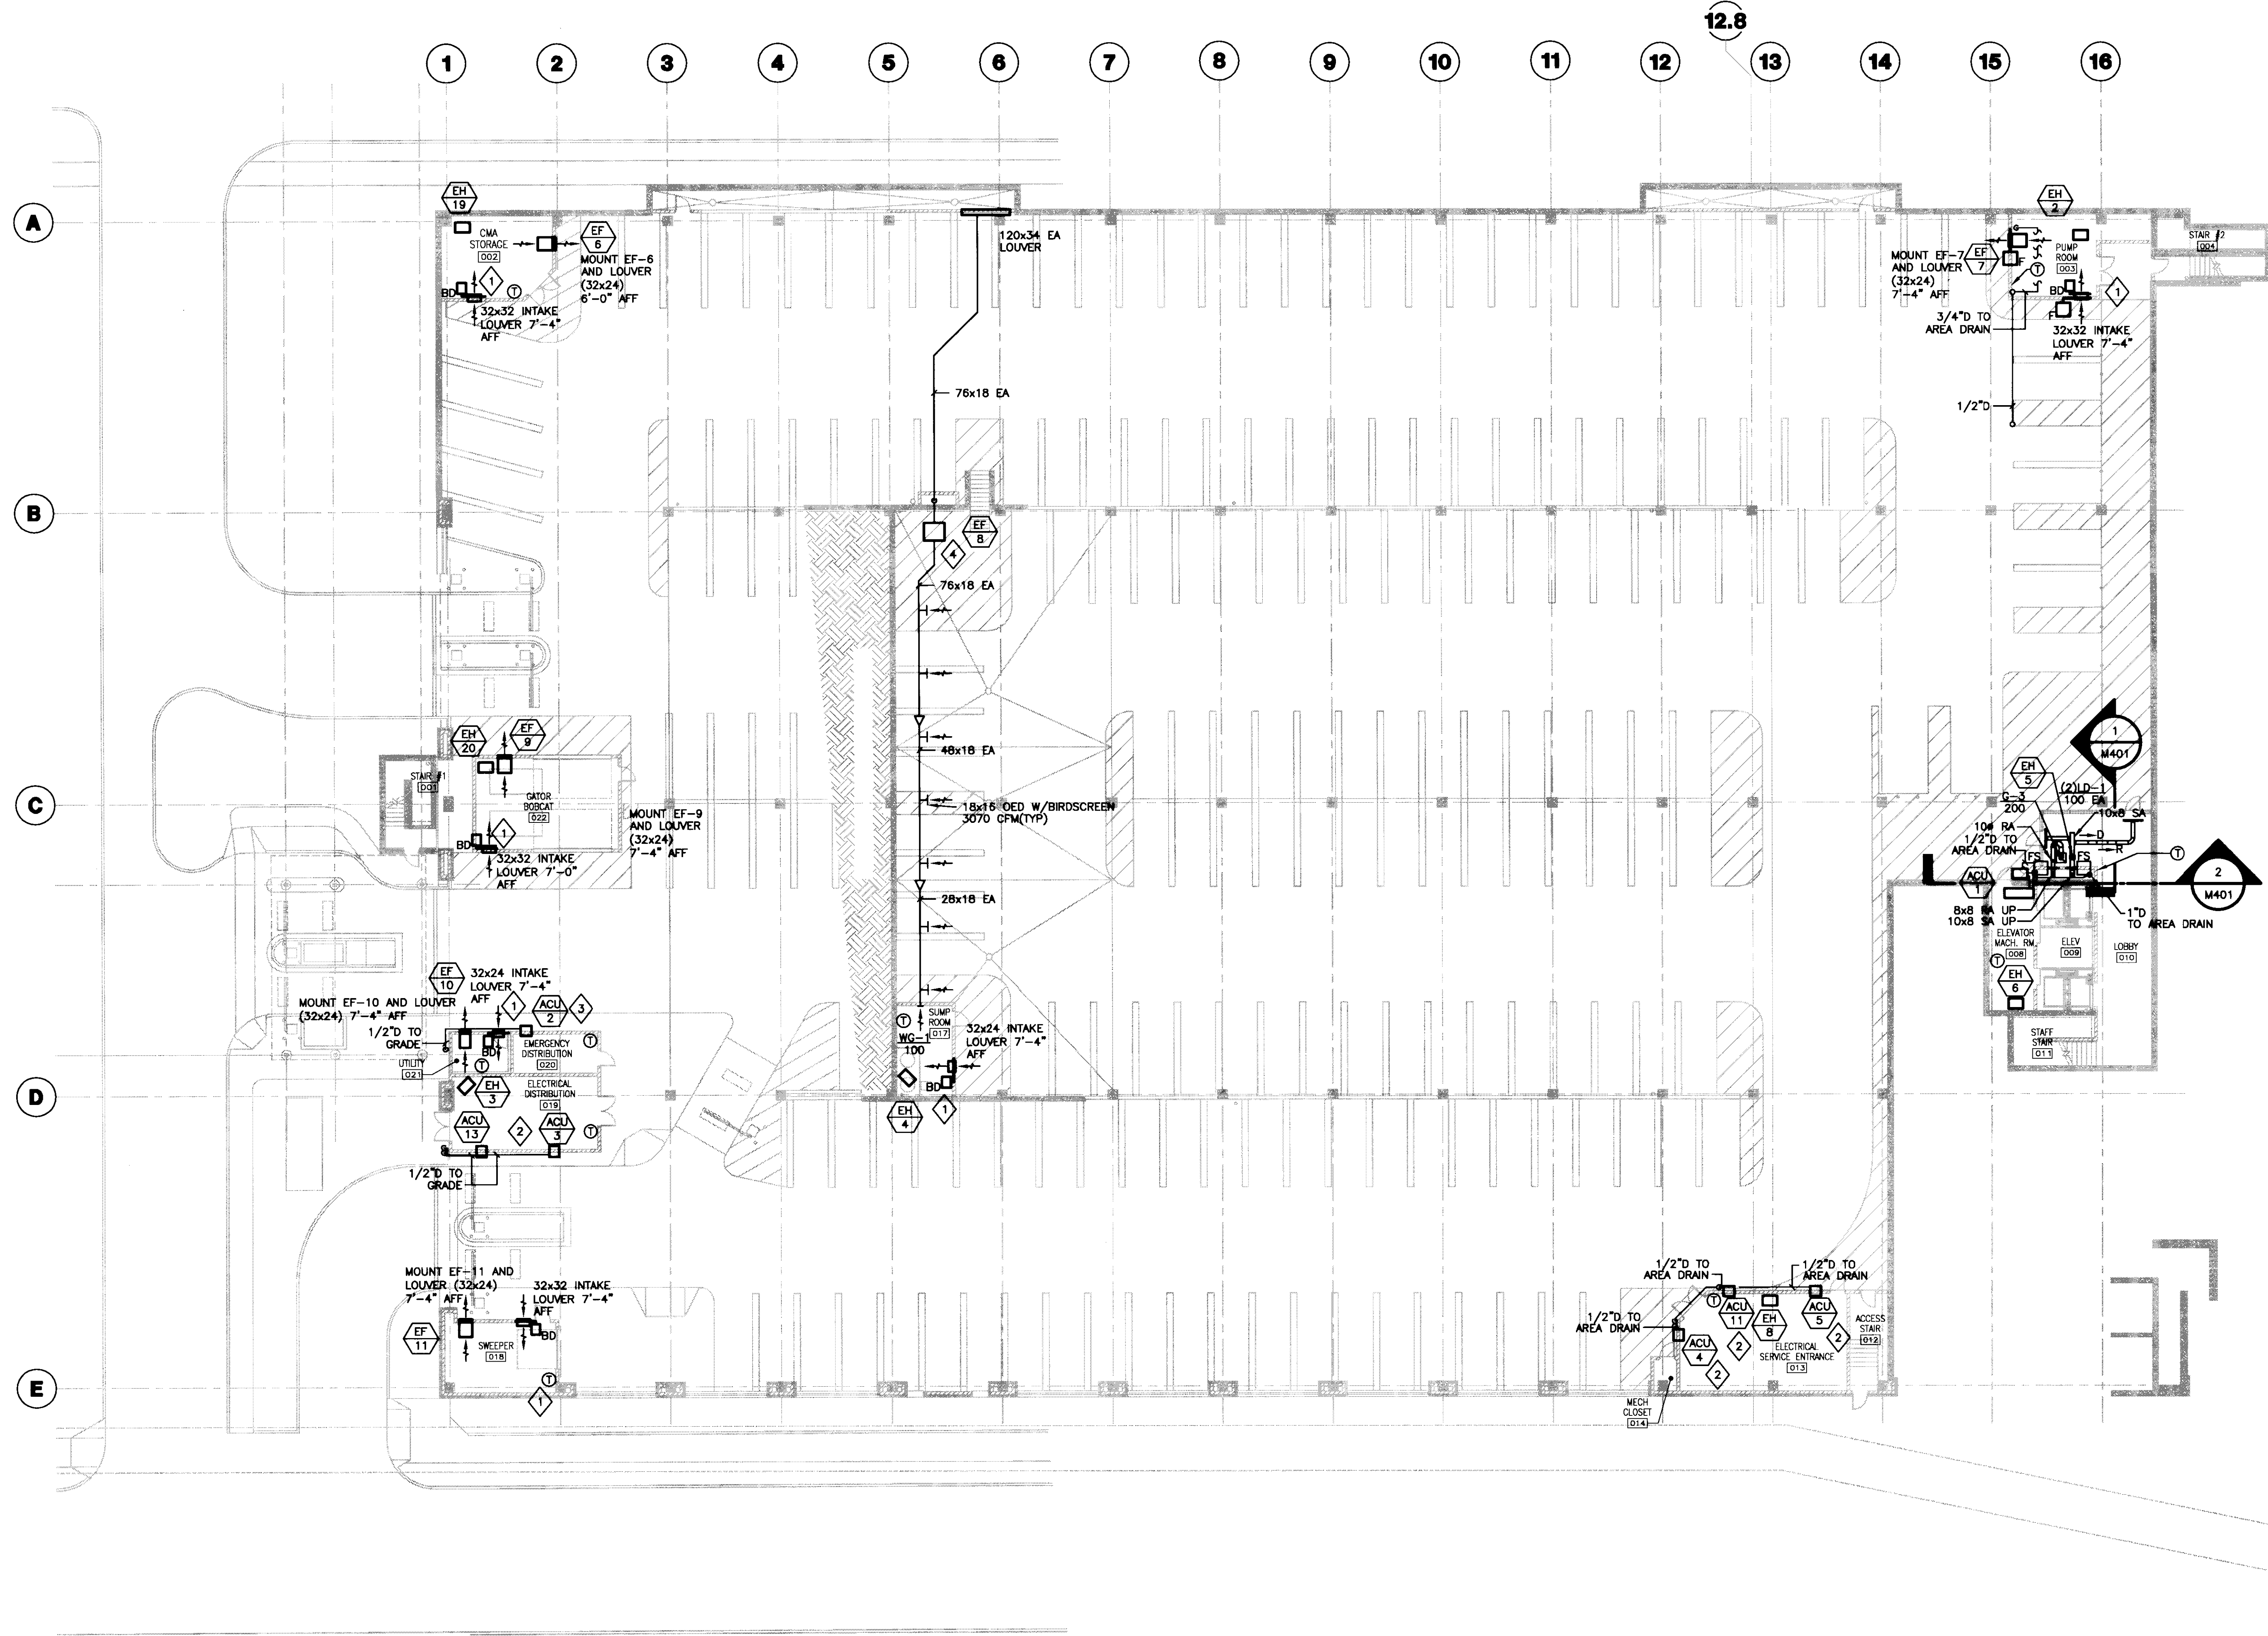 12.8
1
2
3
4
5
6
7
8
9
10
11
12
13
14
15
16
A
B
C
D
E
EH
19
CMA
STORAGE
002
EF
6
MOUNT EF-6
AND LOUVER
(32x24)
6'-0" AFF
BD
1
T
32x32 INTAKE
LOUVER 7'-4"
AFF
120x34 EA
LOUVER
76x18 EA
EF
8
4
76x18 EA
48x18 EA
18x16 OED W/BIRDSCREEN
3070 CFM(TYP)
28x18 EA
EH
2
STAIR #2
004
PUMP
ROOM
003
MOUNT EF-7
AND LOUVER
(32x24)
7'-4" AFF
EF
7
G
F
T
BD
1
F
3/4"D TO
AREA DRAIN
32x32 INTAKE
LOUVER 7'-4"
AFF
1/2"D
EH
20
EF
9
STAIR #1
001
GATOR
BOBCAT
022
MOUNT EF-9
AND LOUVER
(32x24)
7'-4" AFF
BD
1
32x32 INTAKE
LOUVER 7'-0"
AFF
1
M401
EH
5
(2)LD-1
100 EA
G-3
200
10x8 SA
10ø RA
D
R
1/2"D TO
AREA DRAIN
FS
FS
T
ACU
1
2
M401
8x8 RA UP
10x8 SA UP
1"D
TO AREA DRAIN
ELEVATOR
MACH. RM.
008
ELEV
009
LOBBY
010
T
EH
6
STAFF
STAIR
011
EF
10
32x24 INTAKE
LOUVER 7'-4"
AFF
MOUNT EF-10 AND LOUVER
(32x24) 7'-4" AFF
1
ACU
2
3
1/2"D TO
GRADE
BD
EMERGENCY
DISTRIBUTION
020
T
UTILITY
021
T
EH
3
ELECTRICAL
DISTRIBUTION
019
ACU
13
2
ACU
3
T
1/2"D TO
GRADE
T
SUMP
ROOM
017
WG-1
100
32x24 INTAKE
LOUVER 7'-4"
AFF
BD
EH
4
1
MOUNT EF-11 AND
LOUVER (32x24)
7'-4" AFF
32x32 INTAKE
LOUVER 7'-4"
AFF
EF
11
SWEEPER
018
BD
T
1
1/2"D TO
AREA DRAIN
1/2"D TO
AREA DRAIN
1/2"D TO
AREA DRAIN
T
ACU
11
EH
8
ACU
5
ACU
4
2
2
2
ELECTRICAL
SERVICE ENTRANCE
013
ACCESS
STAIR
012
MECH
CLOSET
014